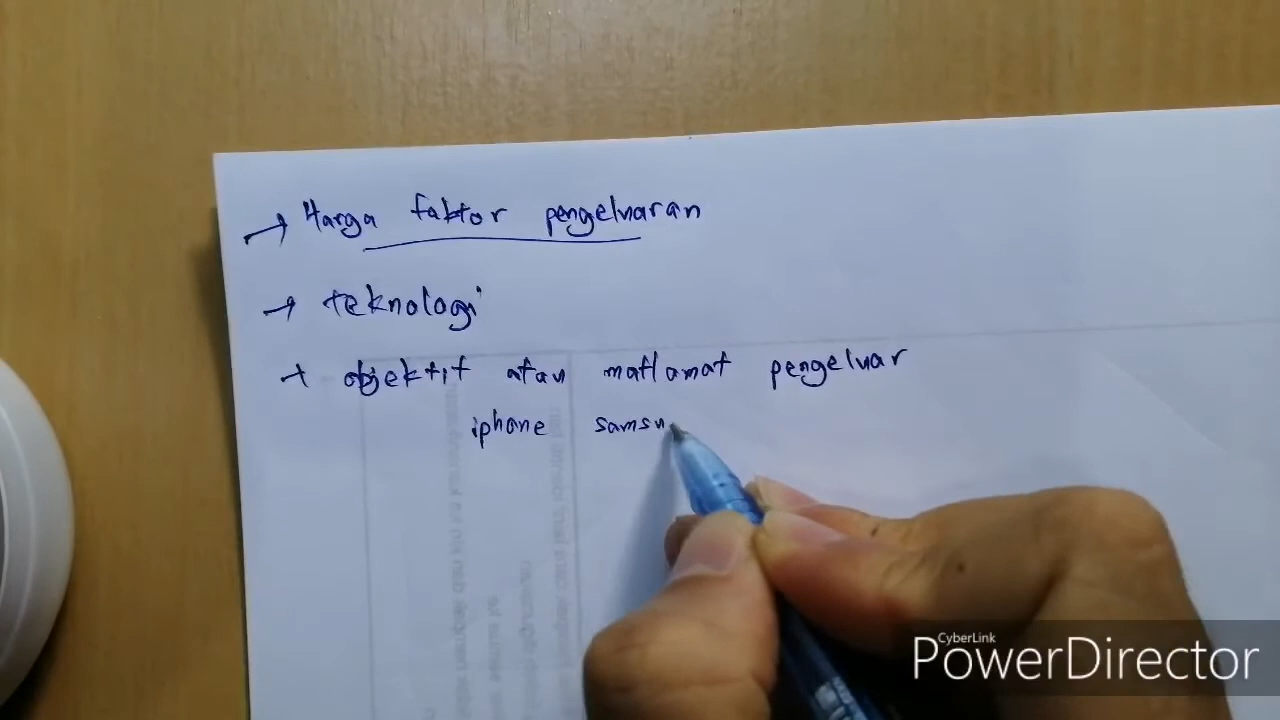 → Harga faktor pengeluaran
→ teknologi
→ objektif atau matlamat pengeluar
iphone samsu
CyberLink
PowerDirector